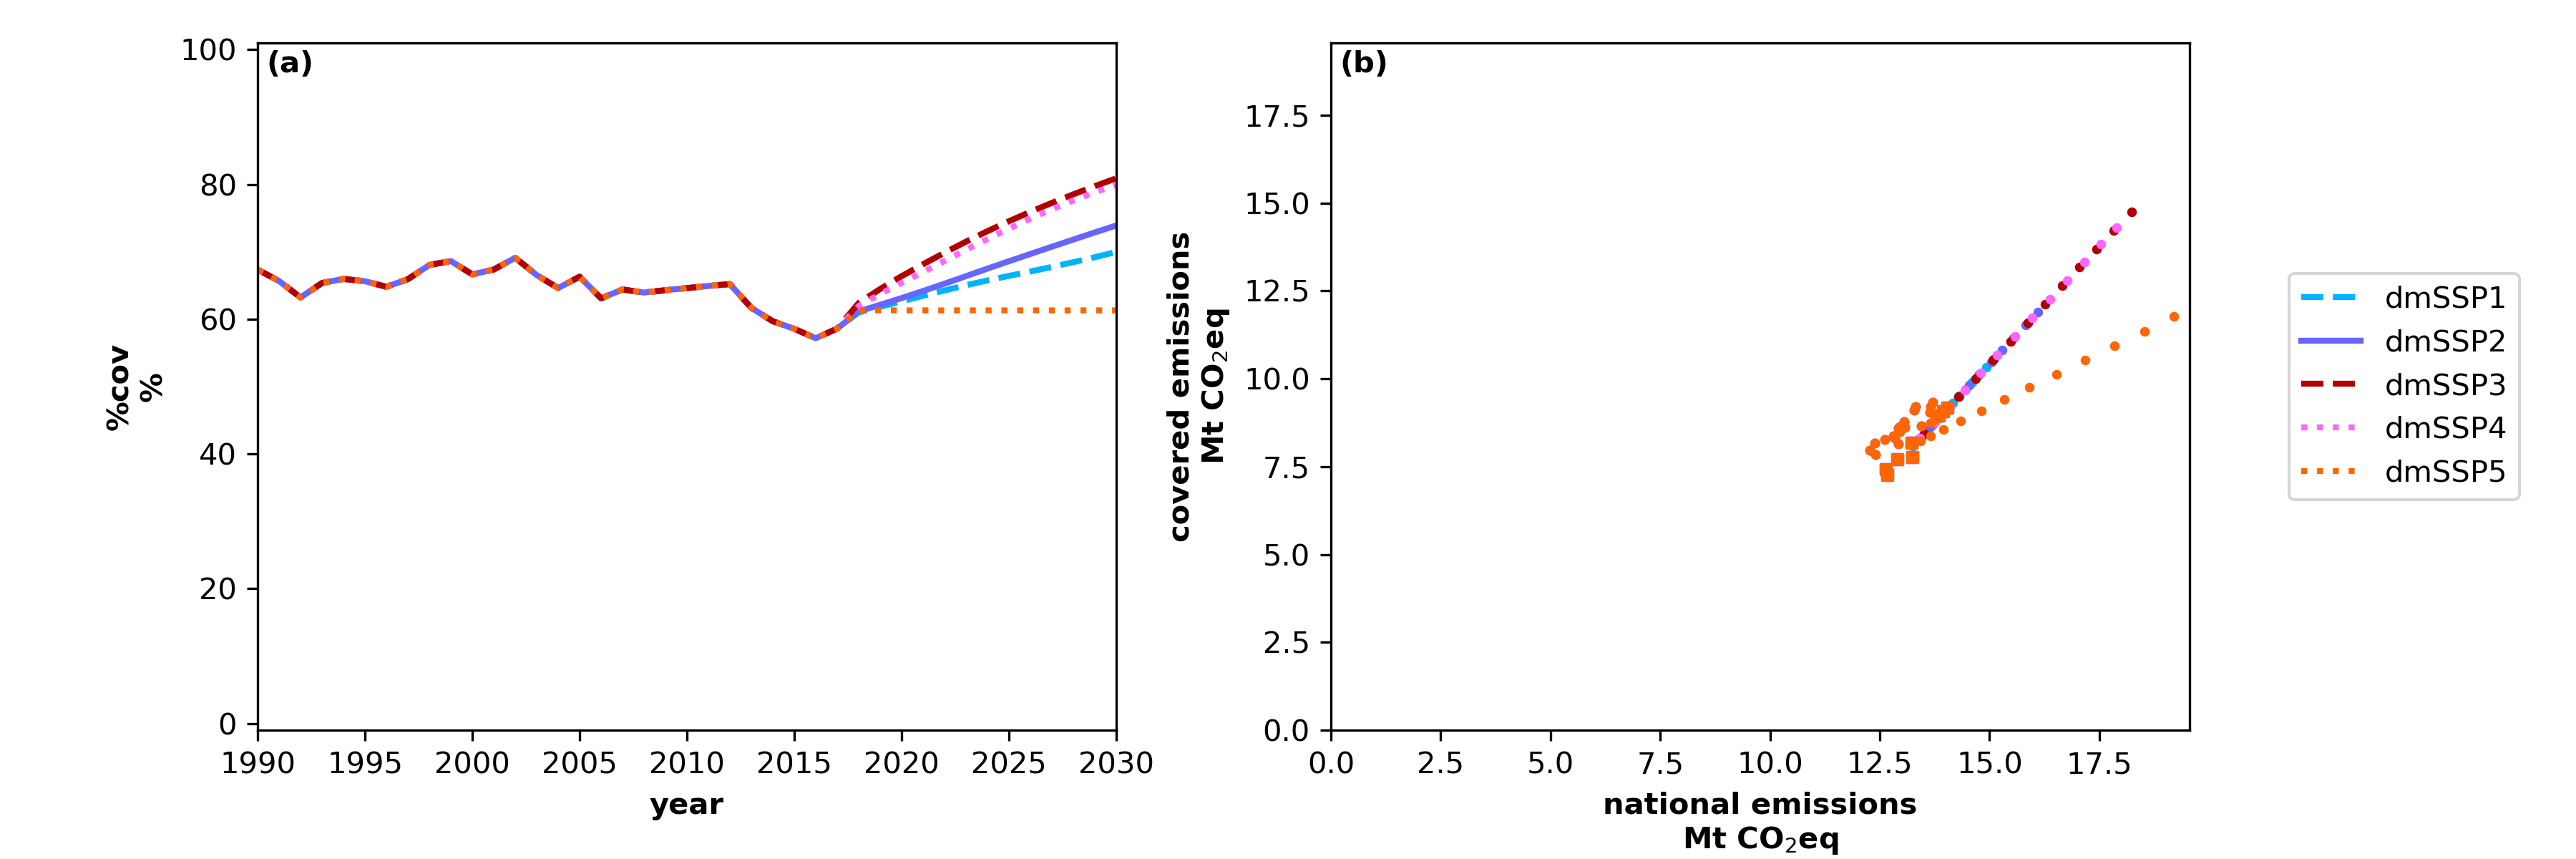 (a)
100
80
60
40
20
0
%cov
%
1990 1995 2000 2005 2010 2015 2020 2025 2030
year
(b)
17.5
15.0
12.5
10.0
7.5
5.0
2.5
0.0
covered emissions
Mt CO₂eq
0.0 2.5 5.0 7.5 10.0 12.5 15.0 17.5
national emissions
Mt CO₂eq
dmSSP1
dmSSP2
dmSSP3
dmSSP4
dmSSP5